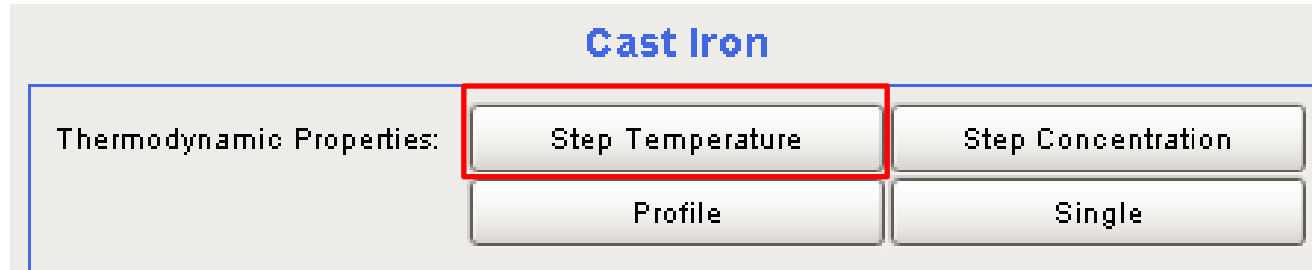 Cast Iron
Thermodynamic Properties: Step Temperature Step Concentration
Profile Single